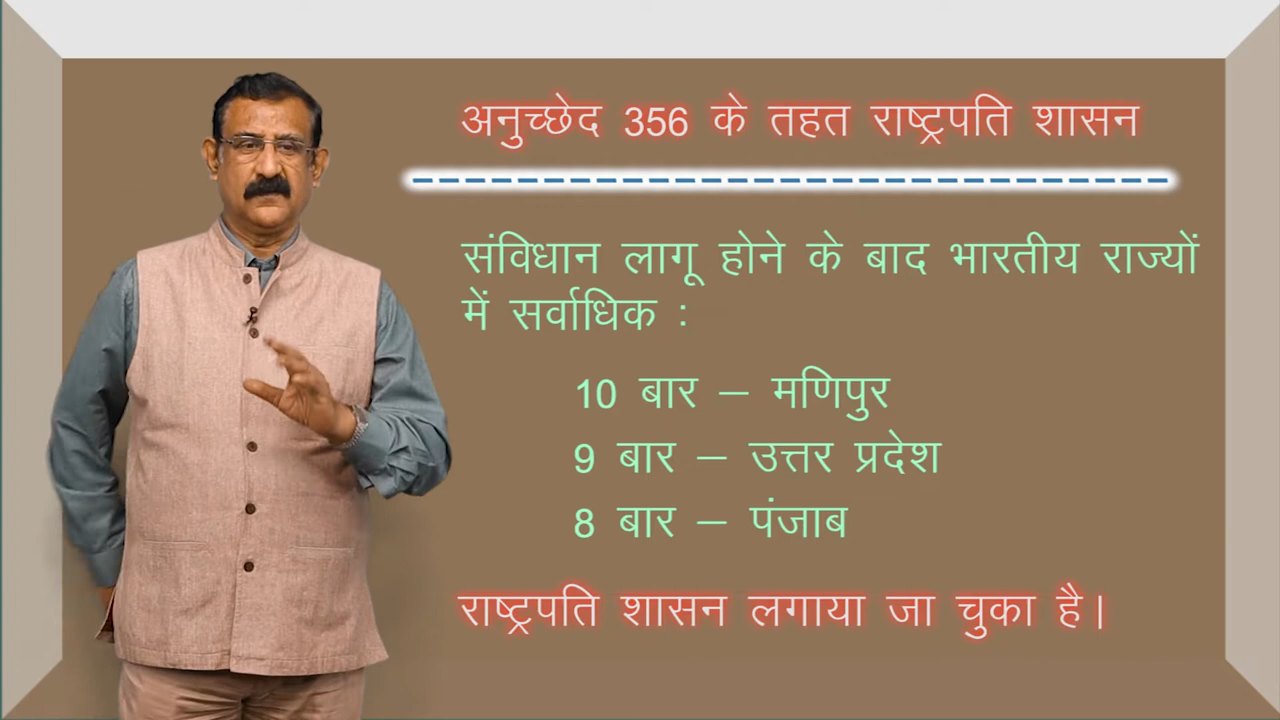 अनुच्छेद 356 के तहत राष्ट्रपति शासन
संविधान लागू होने के बाद भारतीय राज्यों
में सर्वाधिक :
10 बार – मणिपुर
9 बार – उत्तर प्रदेश
8 बार – पंजाब
राष्ट्रपति शासन लगाया जा चुका है।